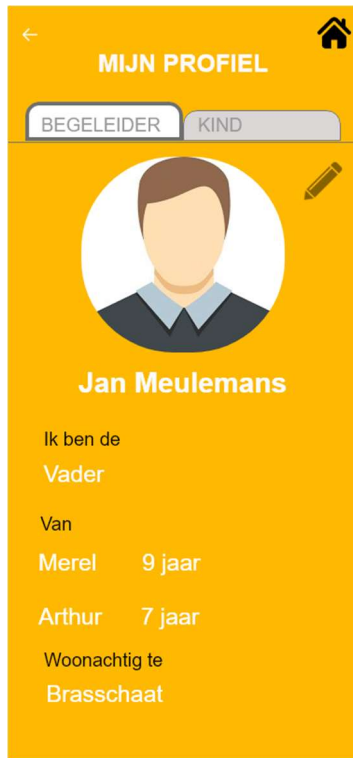 MIJN PROFIEL
BEGELEIDER KIND
Jan Meulemans
Ik ben de
Vader
Van
Merel 9 jaar
Arthur 7 jaar
Woonachtig te
Brasschaat